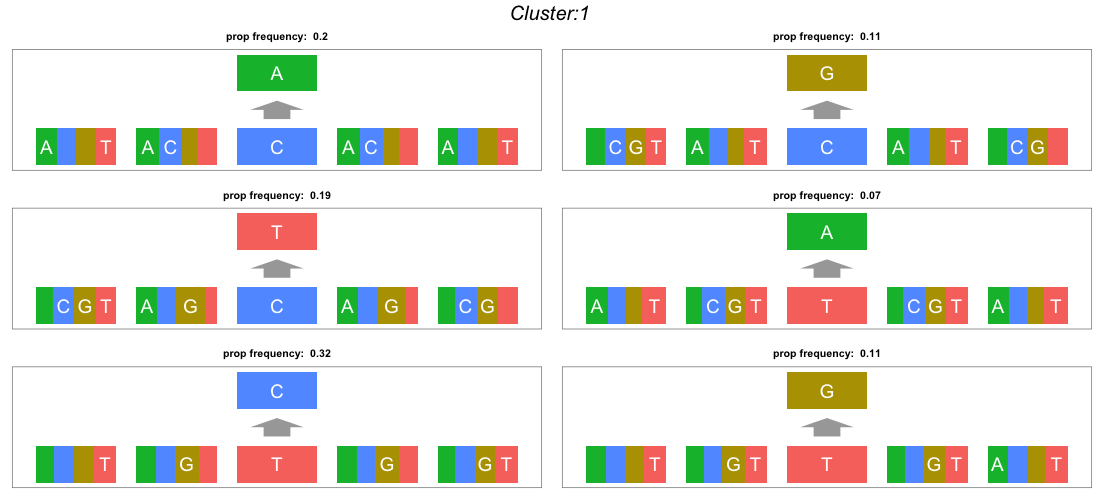 Cluster:1
prop frequency: 0.2
A
A T A C C A C A T
prop frequency: 0.11
G
C G T A T C A T C G
prop frequency: 0.19
T
C G T A G C A G C G
prop frequency: 0.07
A
A T C G T T C G T A T
prop frequency: 0.32
C
T G T G G T
prop frequency: 0.11
G
T G T T G T A T